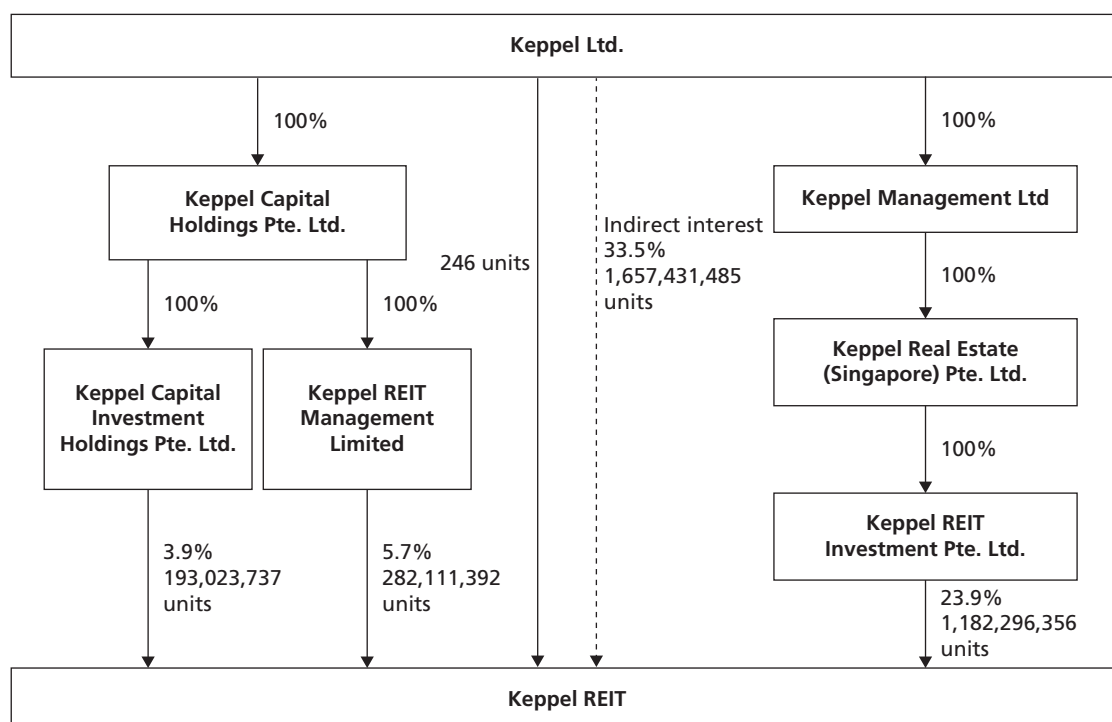 Keppel Ltd.
100%
100%
Keppel Capital
Holdings Pte. Ltd.
Keppel Management Ltd
246 units
Indirect interest
33.5%
1,657,431,485
units
100%
100%
100%
Keppel Capital
Investment
Holdings Pte. Ltd.
Keppel REIT
Management
Limited
Keppel Real Estate
(Singapore) Pte. Ltd.
100%
Keppel REIT
Investment Pte. Ltd.
3.9%
193,023,737
units
5.7%
282,111,392
units
23.9%
1,182,296,356
units
Keppel REIT